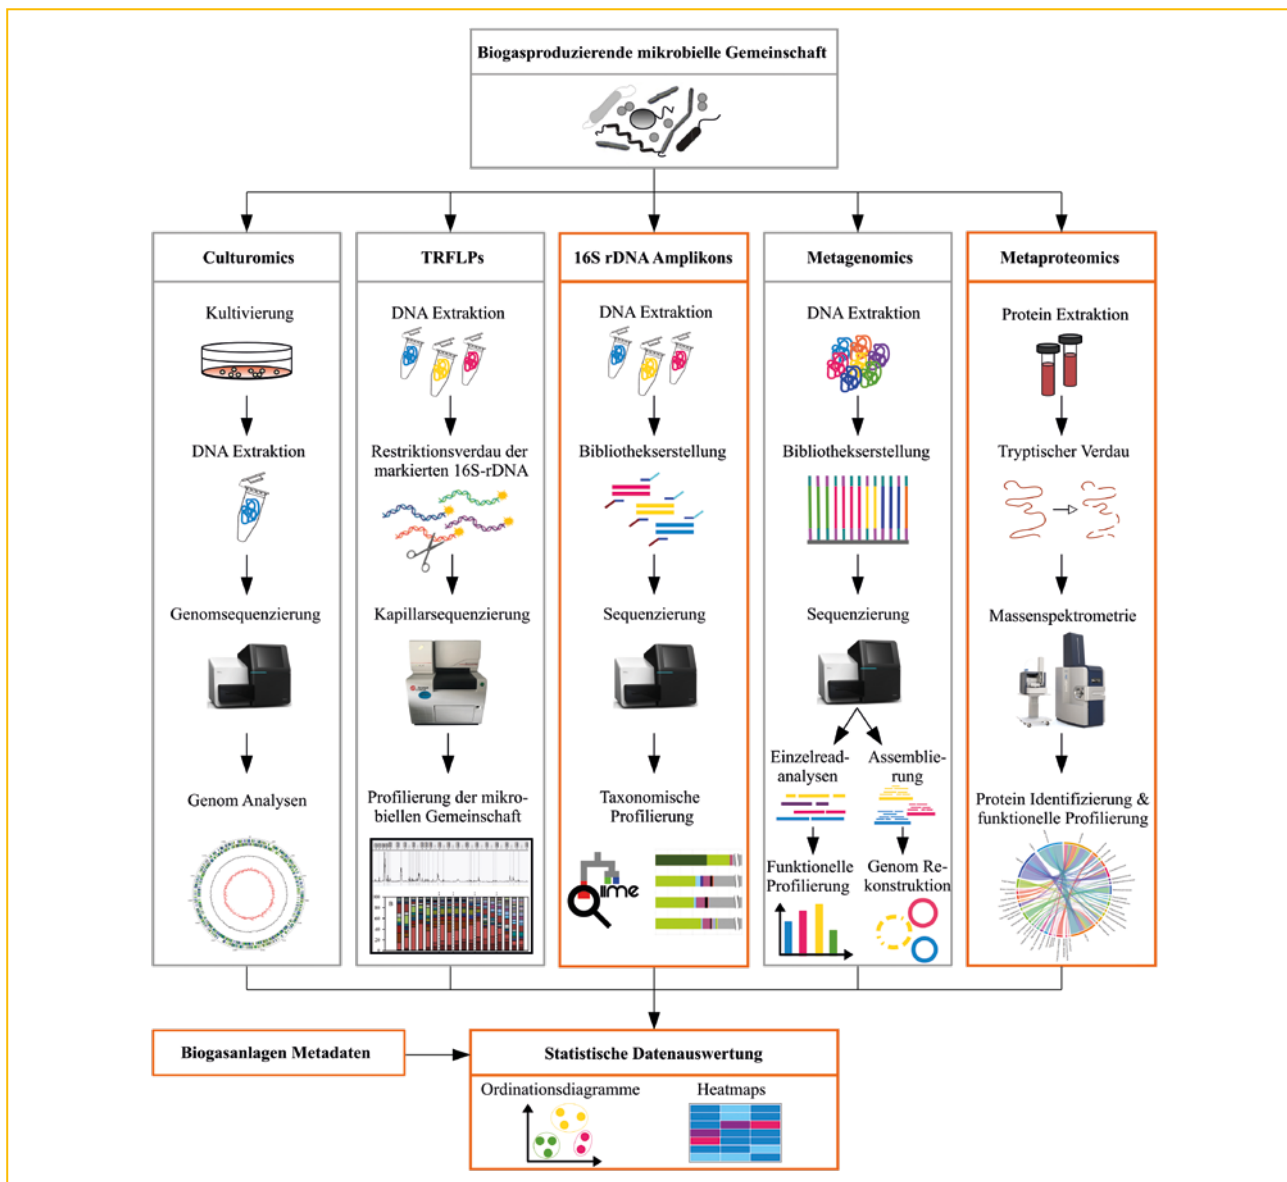 Biogasproduzierende mikrobielle Gemeinschaft
Culturomics
Kultivierung
DNA Extraktion
Genomsequenzierung
Genom Analysen
TRFLPs
DNA Extraktion
Restriktionsverdau der
markierten 16S-rDNA
Kapillarsequenzierung
Profilierung der mikro-
biellen Gemeinschaft
16S rDNA Amplikons
DNA Extraktion
Bibliothekserstellung
Sequenzierung
Taxonomische
Profilierung
iime
Metagenomics
DNA Extraktion
Bibliothekserstellung
Sequenzierung
Einzelread-
analysen
Assemblie-
rung
Funktionelle
Profilierung
Genom Re-
konstruktion
Metaproteomics
Protein Extraktion
Tryptischer Verdau
Massenspektrometrie
Protein Identifizierung &
funktionelle Profilierung
Biogasanlagen Metadaten
Statistische Datenauswertung
Ordinationsdiagramme
Heatmaps